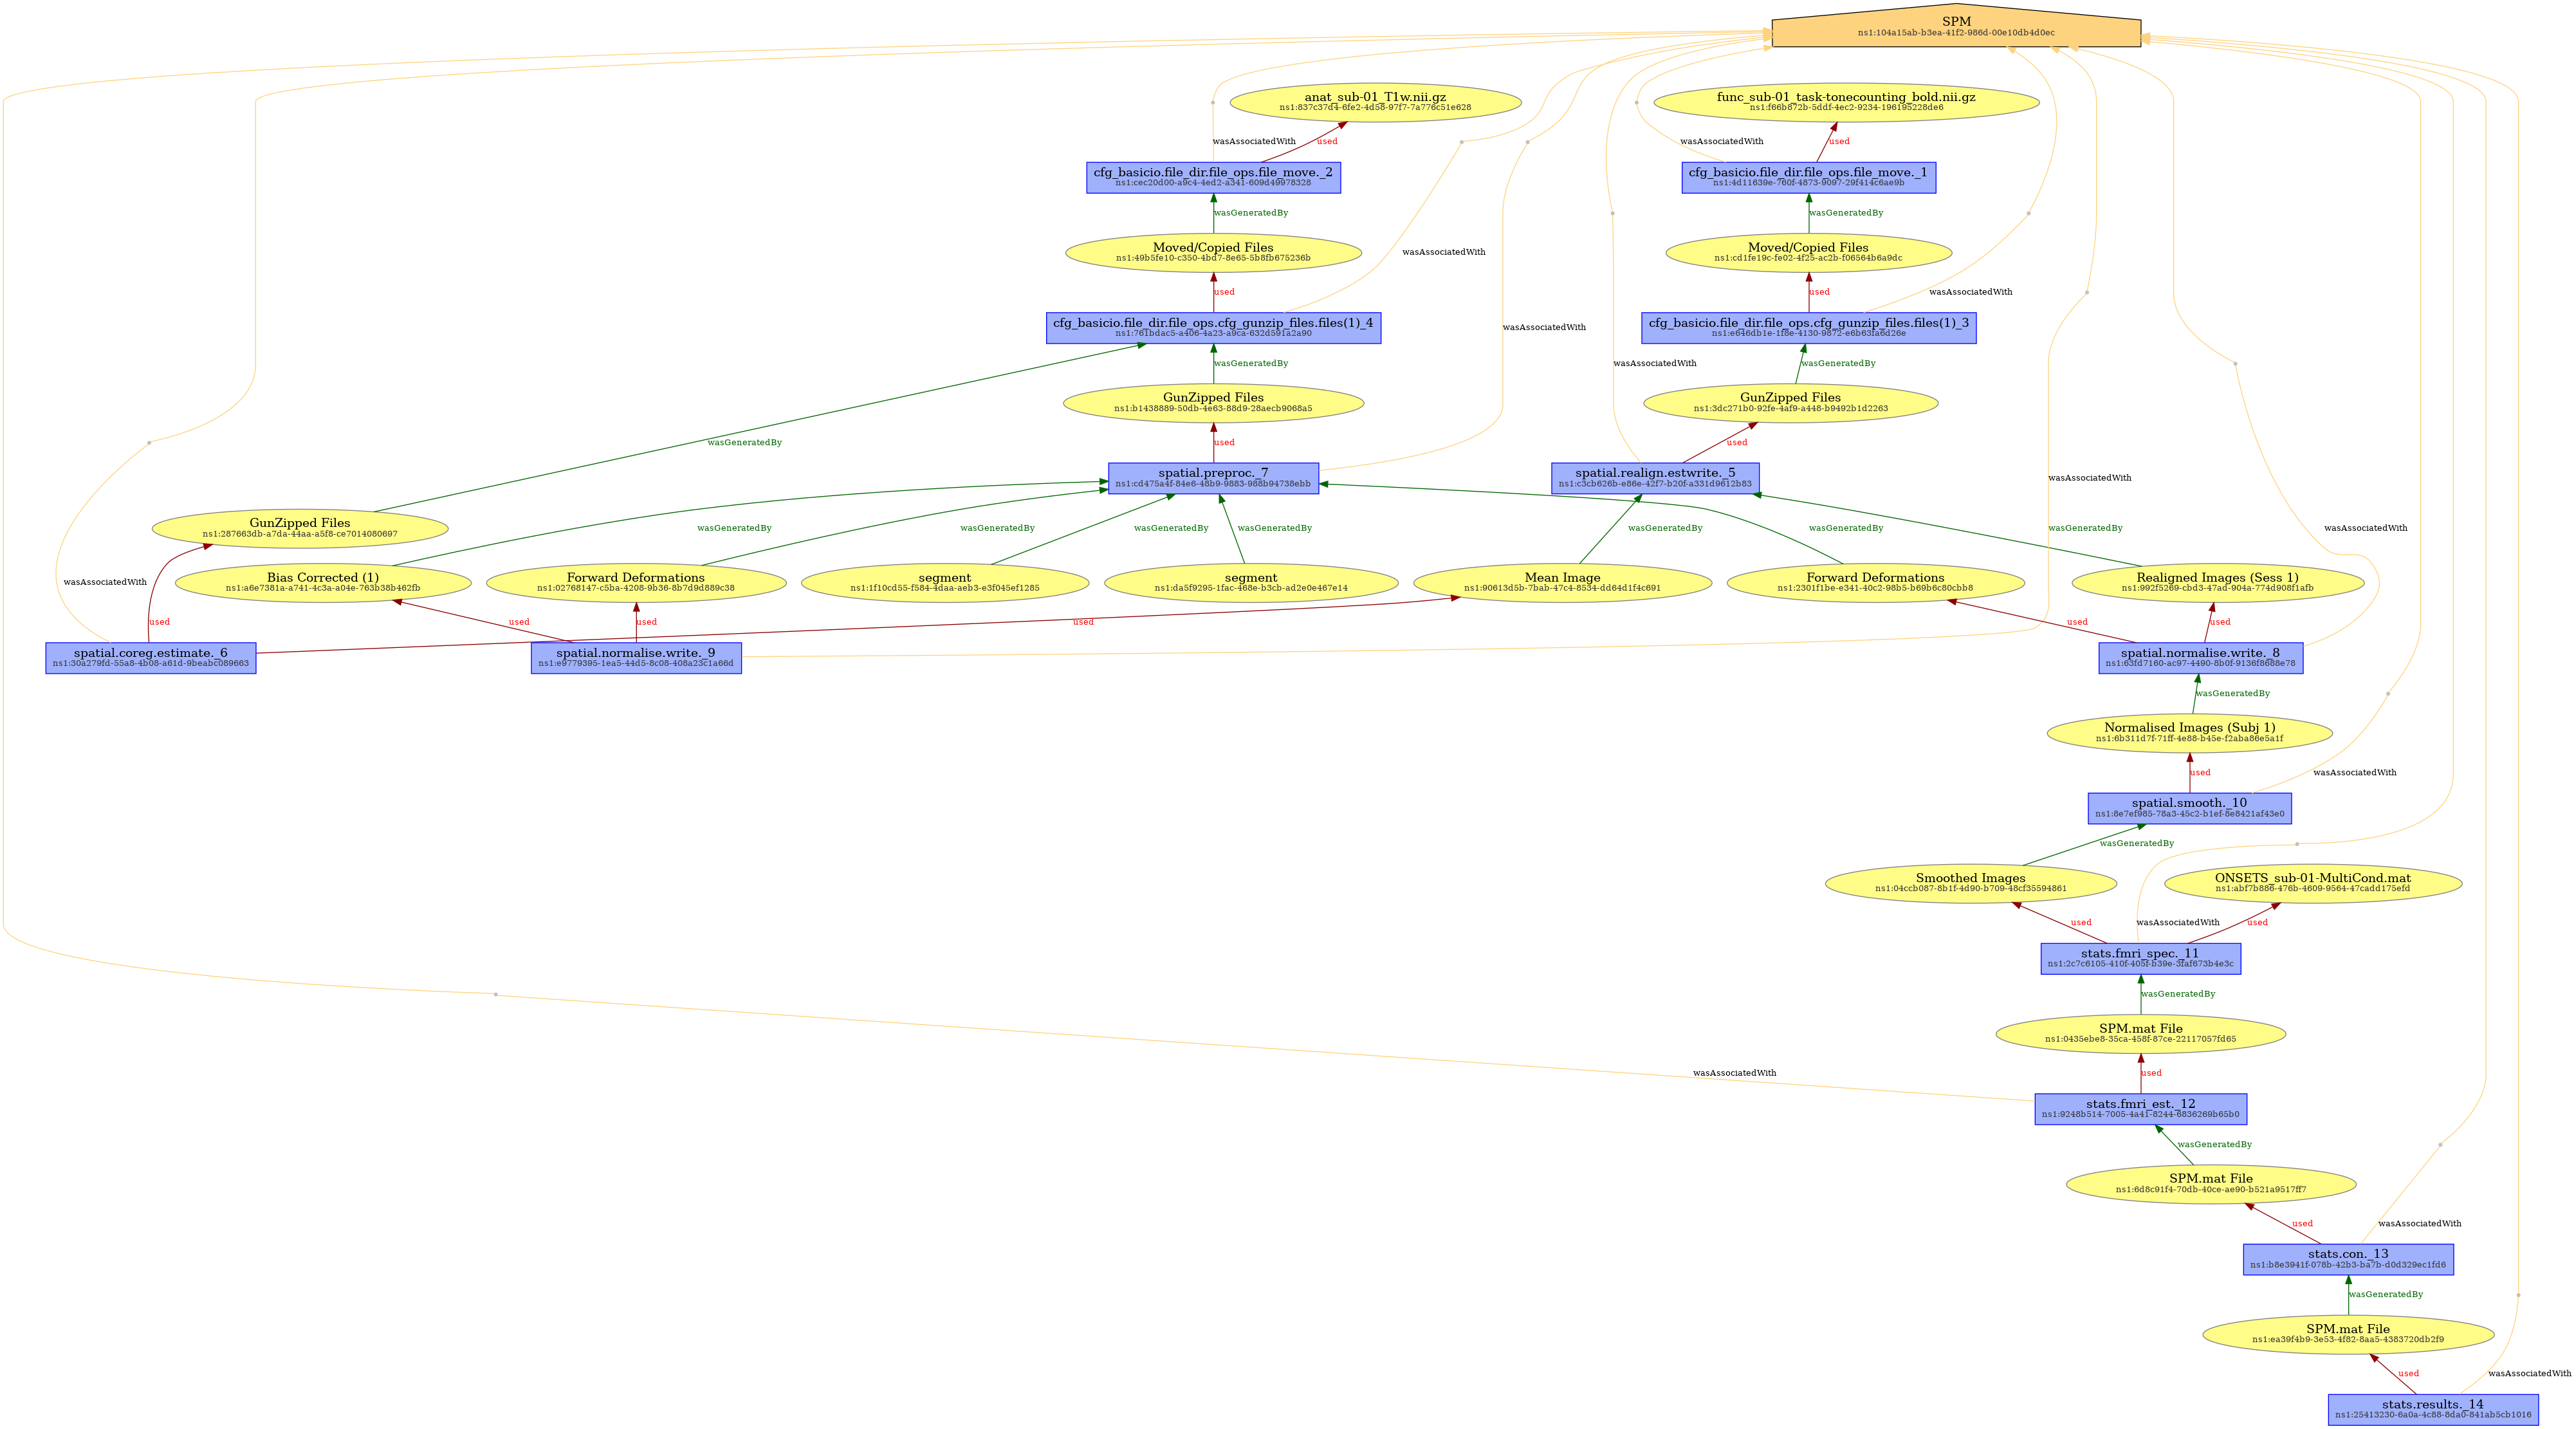 SPM
ns1:104a15ab-b3ea-41f2-986d-00e10db4d0ec
anat_sub-01_T1w.nii.gz
ns1:837c37d4-6fe2-4d58-97f7-7a776c51e628
func_sub-01_task-tonecounting_bold.nii.gz
ns1:f66b872b-5ddf-4ec2-9234-196195228de6
wasAssociatedWith
used
wasAssociatedWith
used
cfg_basicio.file_dir.file_ops.file_move._2
ns1:cec20d00-a9c4-4ed2-a341-609d49978328
cfg_basicio.file_dir.file_ops.file_move._1
ns1:4d11639e-760f-4873-9097-29f414c6ae9b
wasGeneratedBy
wasGeneratedBy
Moved/Copied Files
ns1:49b5fe10-c350-4bd7-8e65-5b8fb675236b
wasAssociatedWith
Moved/Copied Files
ns1:cd1fe19c-fe02-4f25-ac2b-f06564b6a9dc
used
used
wasAssociatedWith
cfg_basicio.file_dir.file_ops.cfg_gunzip_files.files(1)_4
ns1:761bdac5-a406-4a23-a9ca-632d591a2a90
wasAssociatedWith
cfg_basicio.file_dir.file_ops.cfg_gunzip_files.files(1)_3
ns1:e646db1e-1f8e-4130-9872-e6b63fa6d26e
wasGeneratedBy
wasAssociatedWith
wasGeneratedBy
GunZipped Files
ns1:b1438889-50db-4e63-88d9-28aecb9068a5
GunZipped Files
ns1:3dc271b0-92fe-4af9-a448-b9492b1d2263
wasGeneratedBy
used
used
spatial.preproc._7
ns1:cd475a4f-84e6-48b9-9883-988b94738ebb
spatial.realign.estwrite._5
ns1:c3cb626b-e86e-42f7-b20f-a331d9612b83
wasAssociatedWith
GunZipped Files
ns1:287663db-a7da-44aa-a5f8-ce7014080697
wasGeneratedBy
wasGeneratedBy
wasGeneratedBy
wasGeneratedBy
wasGeneratedBy
wasGeneratedBy
wasGeneratedBy
wasAssociatedWith
wasAssociatedWith
Bias Corrected (1)
ns1:a6e7381a-a741-4c3a-a04e-763b38b462fb
Forward Deformations
ns1:02768147-c5ba-4208-9b36-8b7d9d889c38
segment
ns1:1f10cd55-f584-4daa-aeb3-e3f045ef1285
segment
ns1:da5f9295-1fac-468e-b3cb-ad2e0e467e14
Mean Image
ns1:90613d5b-7bab-47c4-8534-dd64d1f4c691
Forward Deformations
ns1:2301f1be-e341-40c2-98b5-b69b6c80cbb8
Realigned Images (Sess 1)
ns1:992f5269-cbd3-47ad-904a-774d908f1afb
used
used
used
used
used
used
spatial.coreg.estimate._6
ns1:30a279fd-55a8-4b08-a61d-9beabc089663
spatial.normalise.write._9
ns1:e9779395-1ea5-44d5-8c08-408a23c1a66d
spatial.normalise.write._8
ns1:63fd7160-ac97-4490-8b0f-9136f8688e78
wasGeneratedBy
Normalised Images (Subj 1)
ns1:6b311d7f-71ff-4e88-b45e-f2aba86e5a1f
used
wasAssociatedWith
spatial.smooth._10
ns1:8e7ef985-78a3-45c2-b1ef-8e8421af43e0
wasGeneratedBy
Smoothed Images
ns1:04ccb087-8b1f-4d90-b709-48cf35594861
ONSETS_sub-01-MultiCond.mat
ns1:abf7b886-476b-4609-9564-47cadd175efd
used
wasAssociatedWith
used
stats.fmri_spec._11
ns1:2c7c6105-410f-405f-b39e-3faf673b4e3c
wasGeneratedBy
SPM.mat File
ns1:0435ebe8-35ca-458f-87ce-22117057fd65
wasAssociatedWith
used
stats.fmri_est._12
ns1:9248b514-7005-4a41-8244-6836269b65b0
wasGeneratedBy
SPM.mat File
ns1:6d8c91f4-70db-40ce-ae90-b521a9517ff7
used
wasAssociatedWith
stats.con._13
ns1:b8e3941f-078b-42b3-ba7b-d0d329ec1fd6
wasGeneratedBy
SPM.mat File
ns1:ea39f4b9-3e53-4f82-8aa5-4383720db2f9
used
wasAssociatedWith
stats.results._14
ns1:25413230-6a0a-4c88-8da0-841ab5cb1016